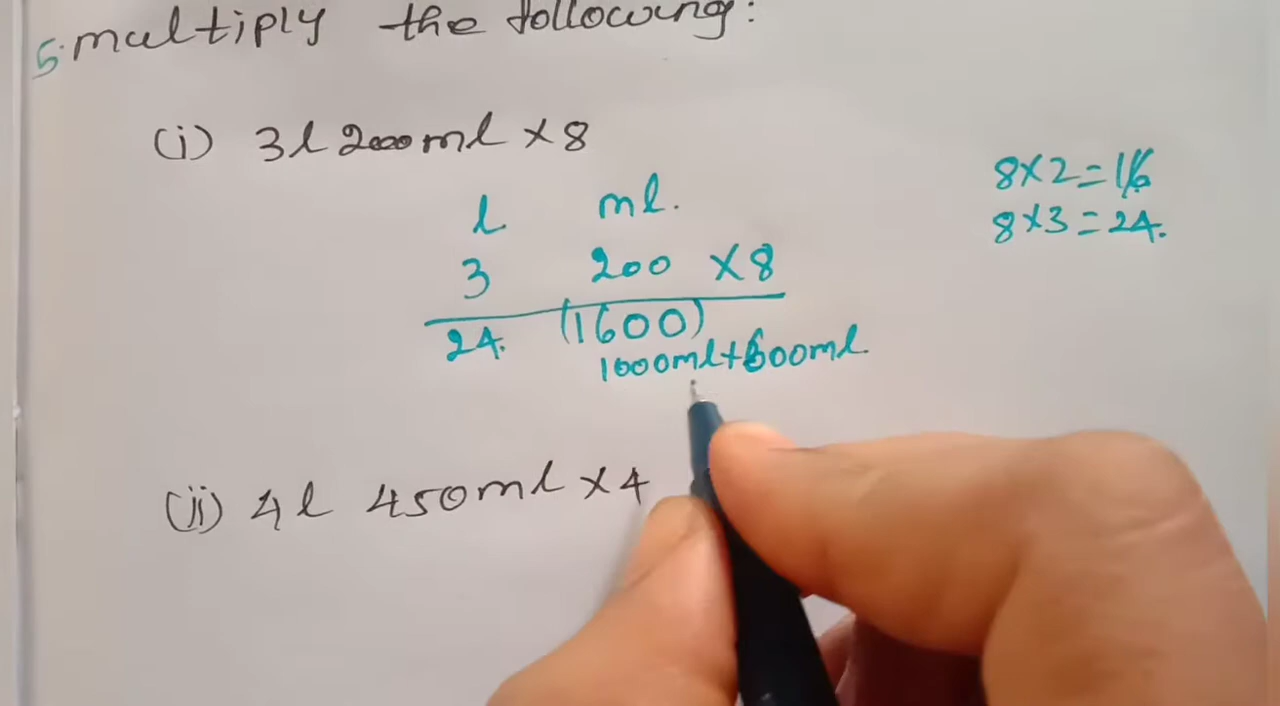 5. multiply the following:
(i) 3l 200ml × 8
8×2=16
8×3=24.
l ml.
3 200 ×8
24. (1600)
1000ml+600ml.
(ii) 4l 450ml × 4